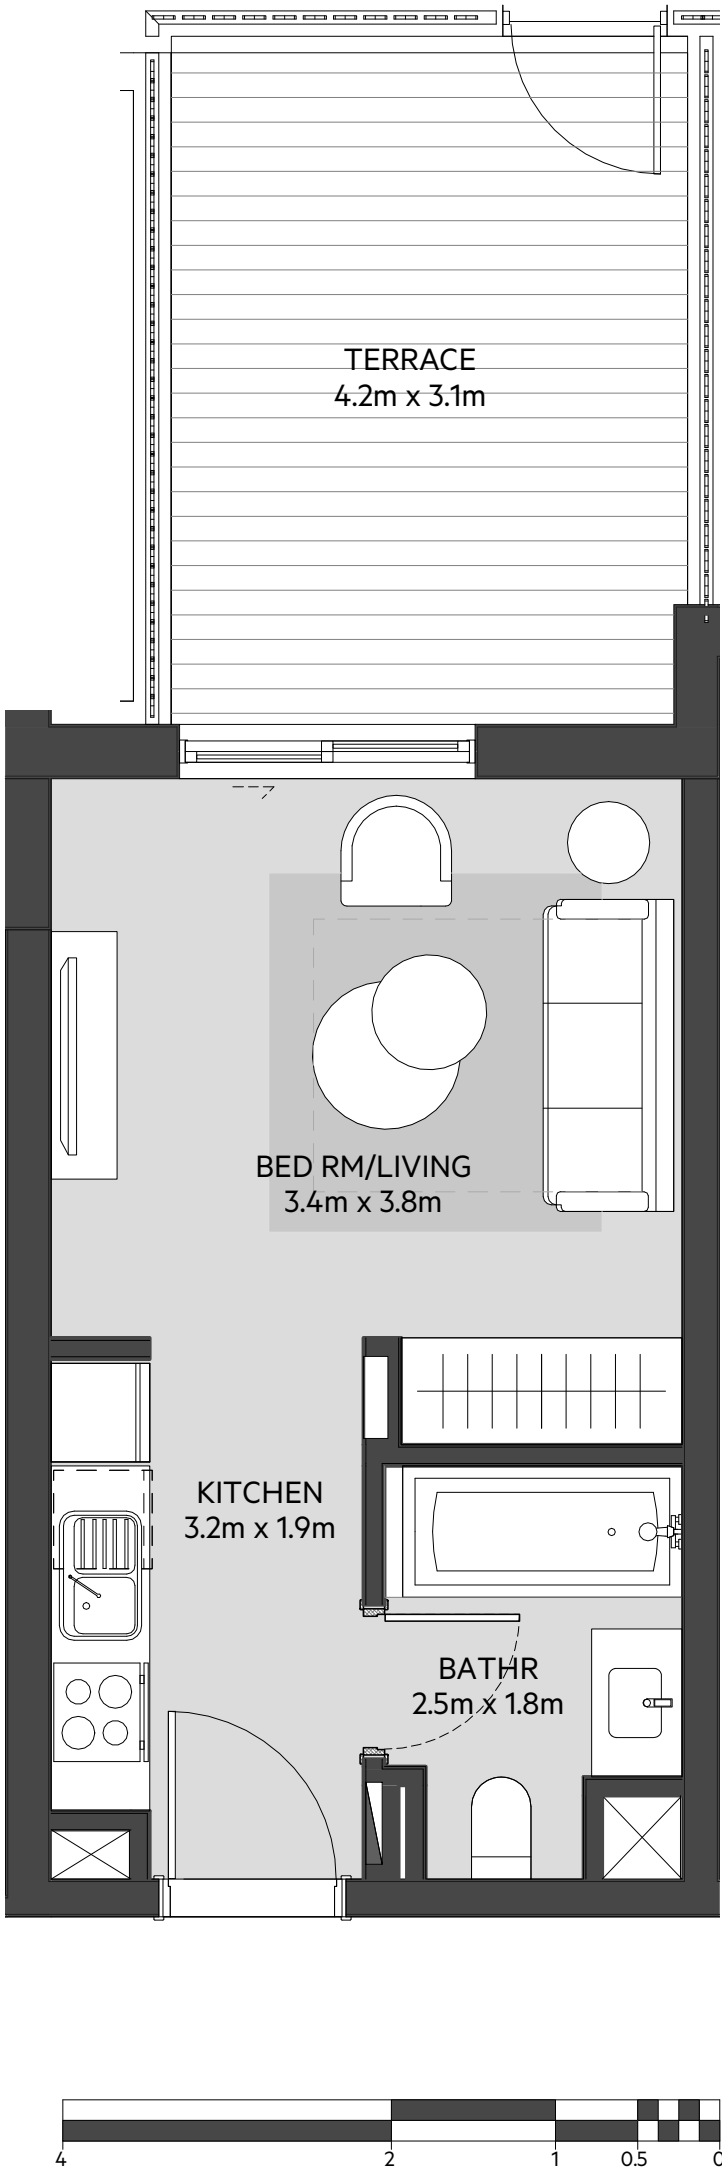 TERRACE
4.2m x 3.1m
BED RM/LIVING
3.4m x 3.8m
KITCHEN
3.2m x 1.9m
BATHR
2.5m x 1.8m
4 2 1 0.5 0